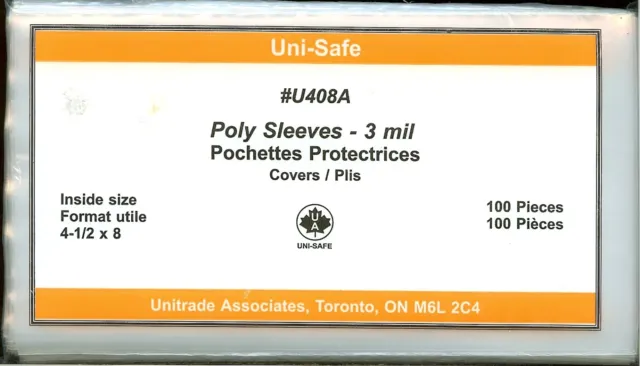 Uni-Safe
#U408A
Poly Sleeves - 3 mil
Pochettes Protectrices
Covers / Plis
Inside size
Format utile
4-1/2 x 8
U
A
UNI-SAFE
100 Pieces
100 Pièces
Unitrade Associates, Toronto, ON M6L 2C4